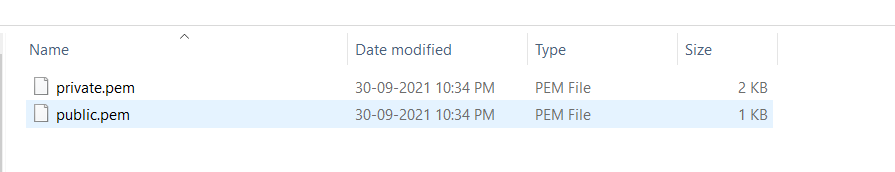 Name Date modified Type Size
private.pem 30-09-2021 10:34 PM PEM File 2 KB
public.pem 30-09-2021 10:34 PM PEM File 1 KB